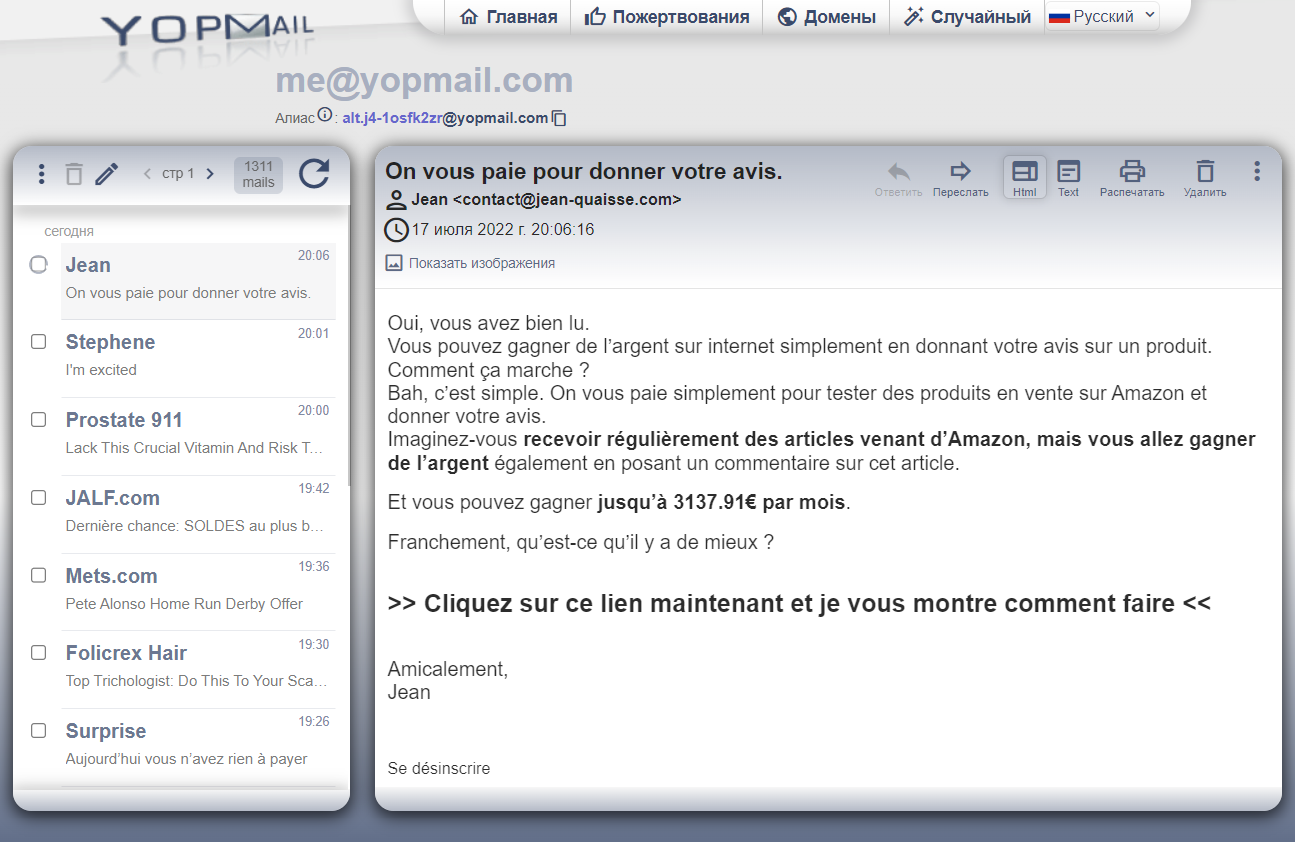 YOPMAIL
Главная
Пожертвования
Домены
Случайный
Русский
me@yopmail.com
Алиас : alt.j4-1osfk2zr@yopmail.com
стр 1
1311
mails
сегодня
Jean 20:06
On vous paie pour donner votre avis.
Stephene 20:01
I'm excited
Prostate 911 20:00
Lack This Crucial Vitamin And Risk T...
JALF.com 19:42
Dernière chance: SOLDES au plus b...
Mets.com 19:36
Pete Alonso Home Run Derby Offer
Folicrex Hair 19:30
Top Trichologist: Do This To Your Sca...
Surprise 19:26
Aujourd'hui vous n'avez rien à payer
On vous paie pour donner votre avis.
Jean <contact@jean-quaisse.com>
17 июля 2022 г. 20:06:16
Показать изображения
Ответить
Переслать
Html
Text
Распечатать
Удалить
Oui, vous avez bien lu.
Vous pouvez gagner de l’argent sur internet simplement en donnant votre avis sur un produit.
Comment ça marche ?
Bah, c’est simple. On vous paie simplement pour tester des produits en vente sur Amazon et
donner votre avis.
Imaginez-vous recevoir régulièrement des articles venant d’Amazon, mais vous allez gagner
de l’argent également en posant un commentaire sur cet article.
Et vous pouvez gagner jusqu’à 3137.91€ par mois.
Franchement, qu’est-ce qu’il y a de mieux ?
>> Cliquez sur ce lien maintenant et je vous montre comment faire <<
Amicalement,
Jean
Se désinscrire